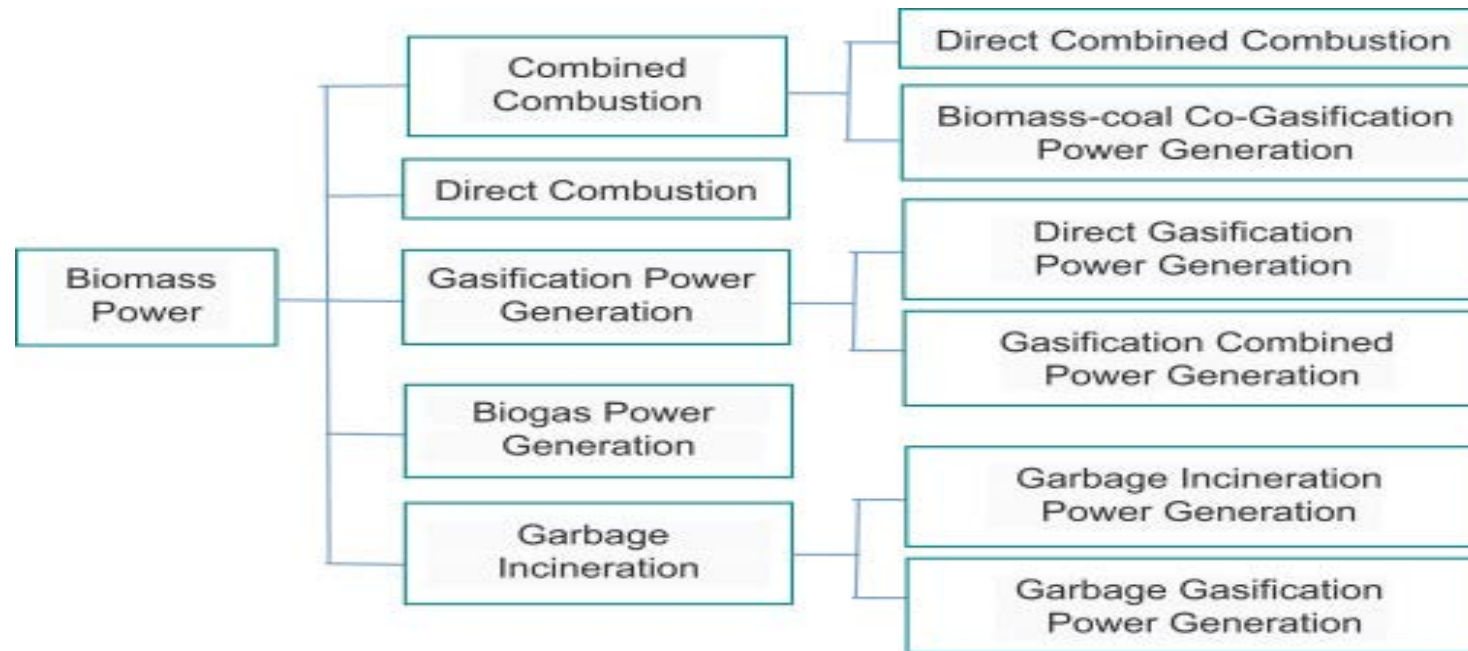 Biomass
Power
Combined
Combustion
Direct Combustion
Gasification Power
Generation
Biogas Power
Generation
Garbage
Incineration
Direct Combined Combustion
Biomass-coal Co-Gasification
Power Generation
Direct Gasification
Power Generation
Gasification Combined
Power Generation
Garbage Incineration
Power Generation
Garbage Gasification
Power Generation